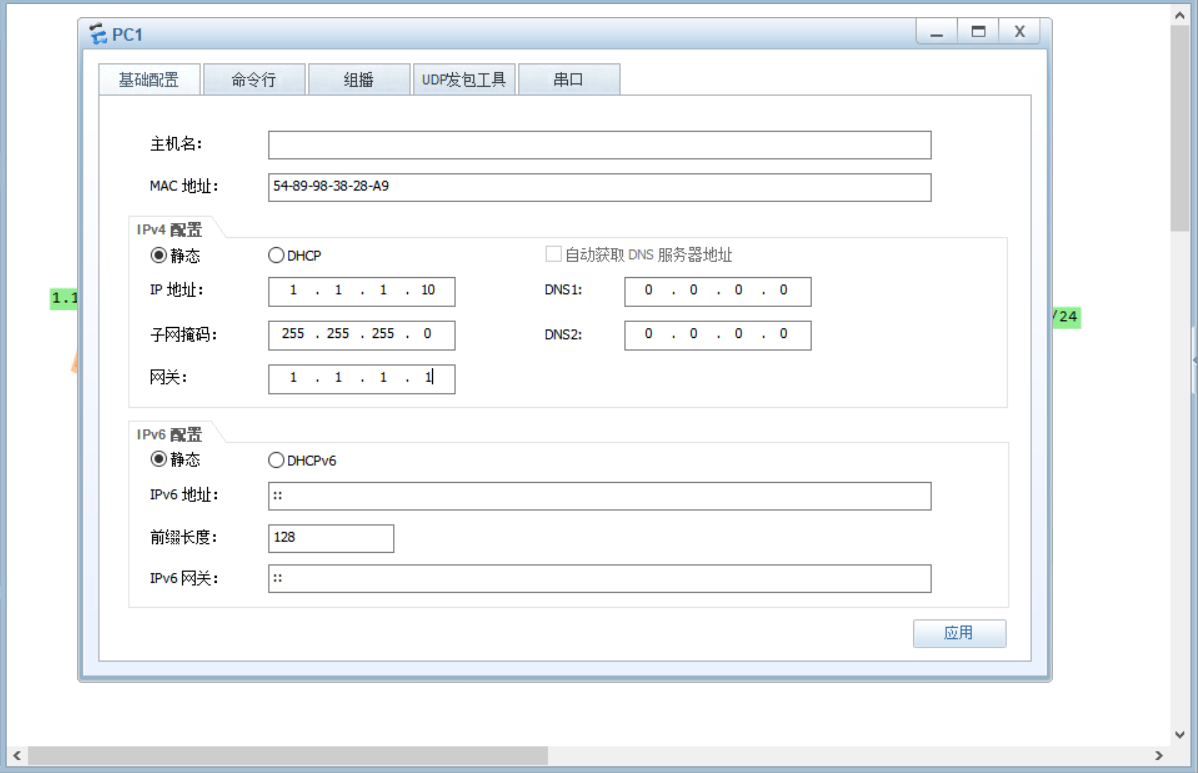 PC1
基础配置 命令行 组播 UDP发包工具 串口
主机名：
MAC 地址： 54-89-98-38-28-A9
IPv4 配置
静态 DHCP 自动获取 DNS 服务器地址
IP 地址： 1 . 1 . 1 . 10 DNS1: 0 . 0 . 0 . 0
1.1
/24
子网掩码： 255 . 255 . 255 . 0 DNS2: 0 . 0 . 0 . 0
网关： 1 . 1 . 1 . 1
IPv6 配置
静态 DHCPv6
IPv6 地址： ::
前缀长度： 128
IPv6 网关： ::
应用